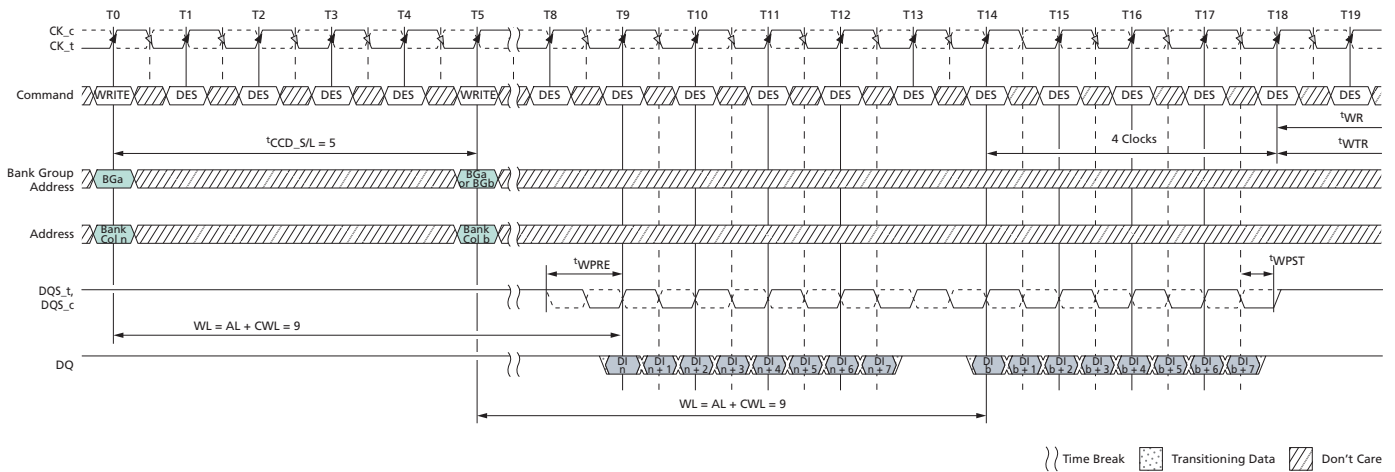 T0 T1 T2 T3 T4 T5 T8 T9 T10 T11 T12 T13 T14 T15 T16 T17 T18 T19
CK_c
CK_t
Command WRITE DES DES DES DES WRITE DES DES DES DES DES DES DES DES DES DES DES DES
tWR
tCCD_S/L = 5 4 Clocks tWTR
Bank Group
Address BGa BGa
or BGb
Address Bank
Col n Bank
Col b
tWPRE tWPST
DQS_t,
DQS_c
WL = AL + CWL = 9
DQ DI
n DI
n + 1 DI
n + 2 DI
n + 3 DI
n + 4 DI
n + 5 DI
n + 6 DI
n + 7 DI
b DI
b + 1 DI
b + 2 DI
b + 3 DI
b + 4 DI
b + 5 DI
b + 6 DI
b + 7
WL = AL + CWL = 9
Time Break Transitioning Data Don't Care